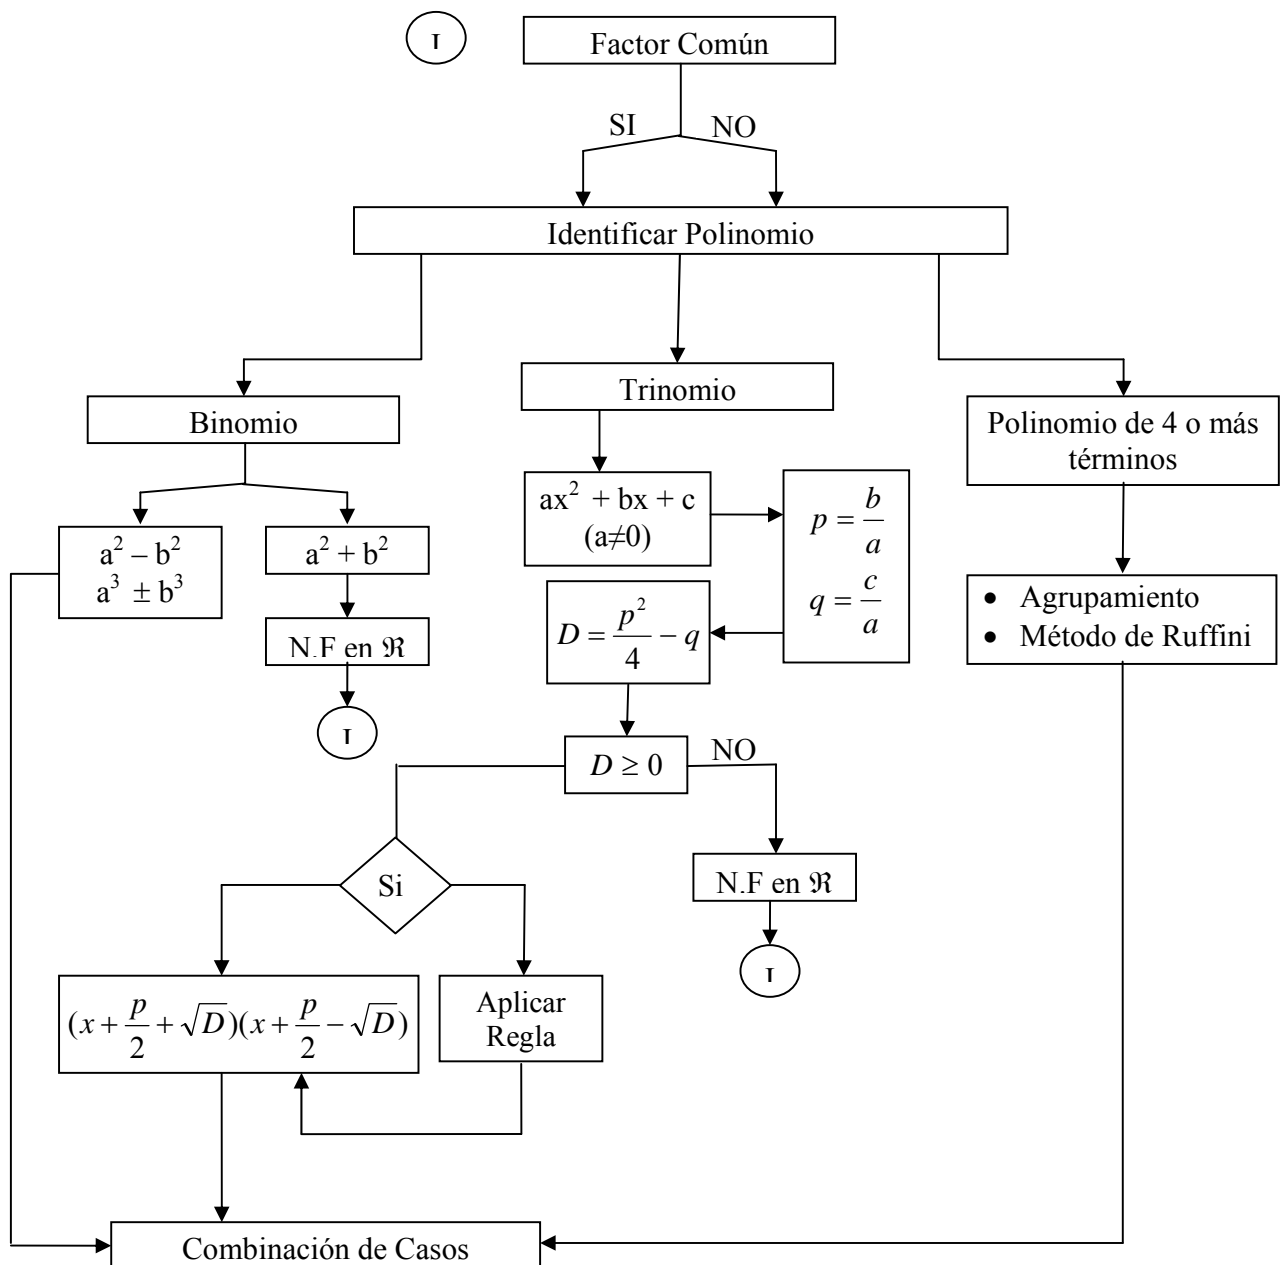 I
Factor Común
SI NO
Identificar Polinomio
Binomio
Trinomio
Polinomio de 4 o más
términos
a² – b²
a³ ± b³
a² + b²
N.F en ℜ
I
ax² + bx + c
(a≠0)
p = b/a
q = c/a
D = p²/4 − q
• Agrupamiento
• Método de Ruffini
D ≥ 0
NO
Si
N.F en ℜ
I
(x + p/2 + √D)(x + p/2 − √D)
Aplicar
Regla
Combinación de Casos